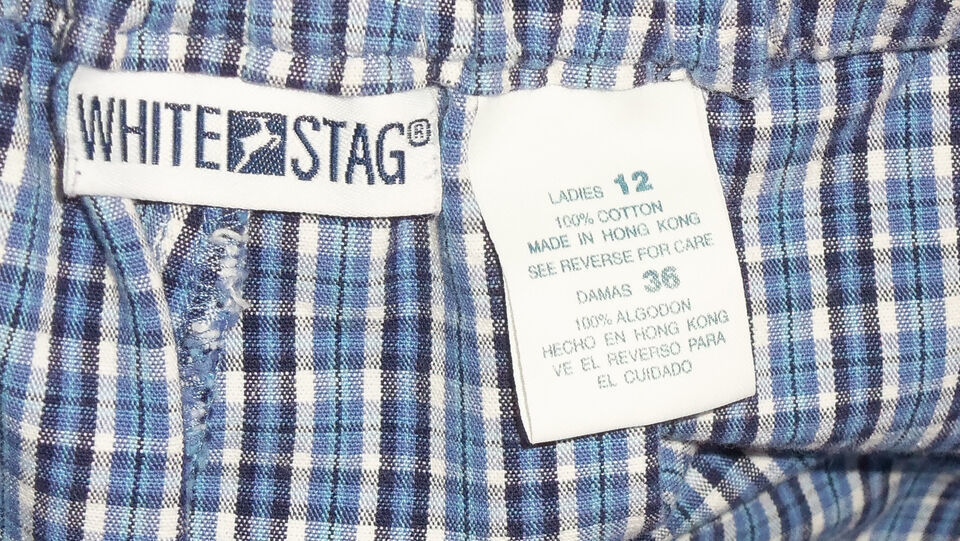 WHITE STAG®
LADIES 12
100% COTTON
MADE IN HONG KONG
SEE REVERSE FOR CARE
DAMAS 36
100% ALGODON
HECHO EN HONG KONG
VE EL REVERSO PARA
EL CUIDADO